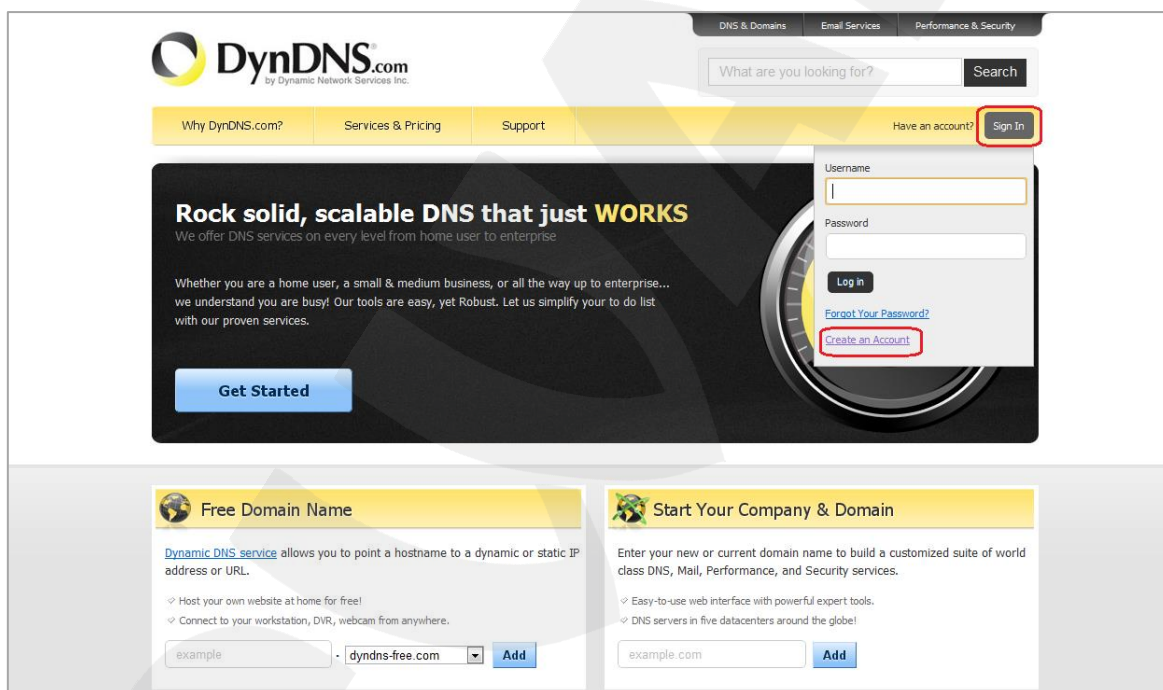 DNS & Domains
Email Services
Performance & Security
DynDNS.com
by Dynamic Network Services Inc.
What are you looking for?
Search
Why DynDNS.com?
Services & Pricing
Support
Have an account?
Sign In
Username
Password
Log in
Forgot Your Password?
Create an Account
Rock solid, scalable DNS that just WORKS
We offer DNS services on every level from home user to enterprise
Whether you are a home user, a small & medium business, or all the way up to enterprise...
we understand you are busy! Our tools are easy, yet Robust. Let us simplify your to do list
with our proven services.
Get Started
Free Domain Name
Dynamic DNS service allows you to point a hostname to a dynamic or static IP
address or URL.
Host your own website at home for free!
Connect to your workstation, DVR, webcam from anywhere.
example
- dyndns-free.com
Add
Start Your Company & Domain
Enter your new or current domain name to build a customized suite of world
class DNS, Mail, Performance, and Security services.
Easy-to-use web interface with powerful expert tools.
DNS servers in five datacenters around the globe!
example.com
Add